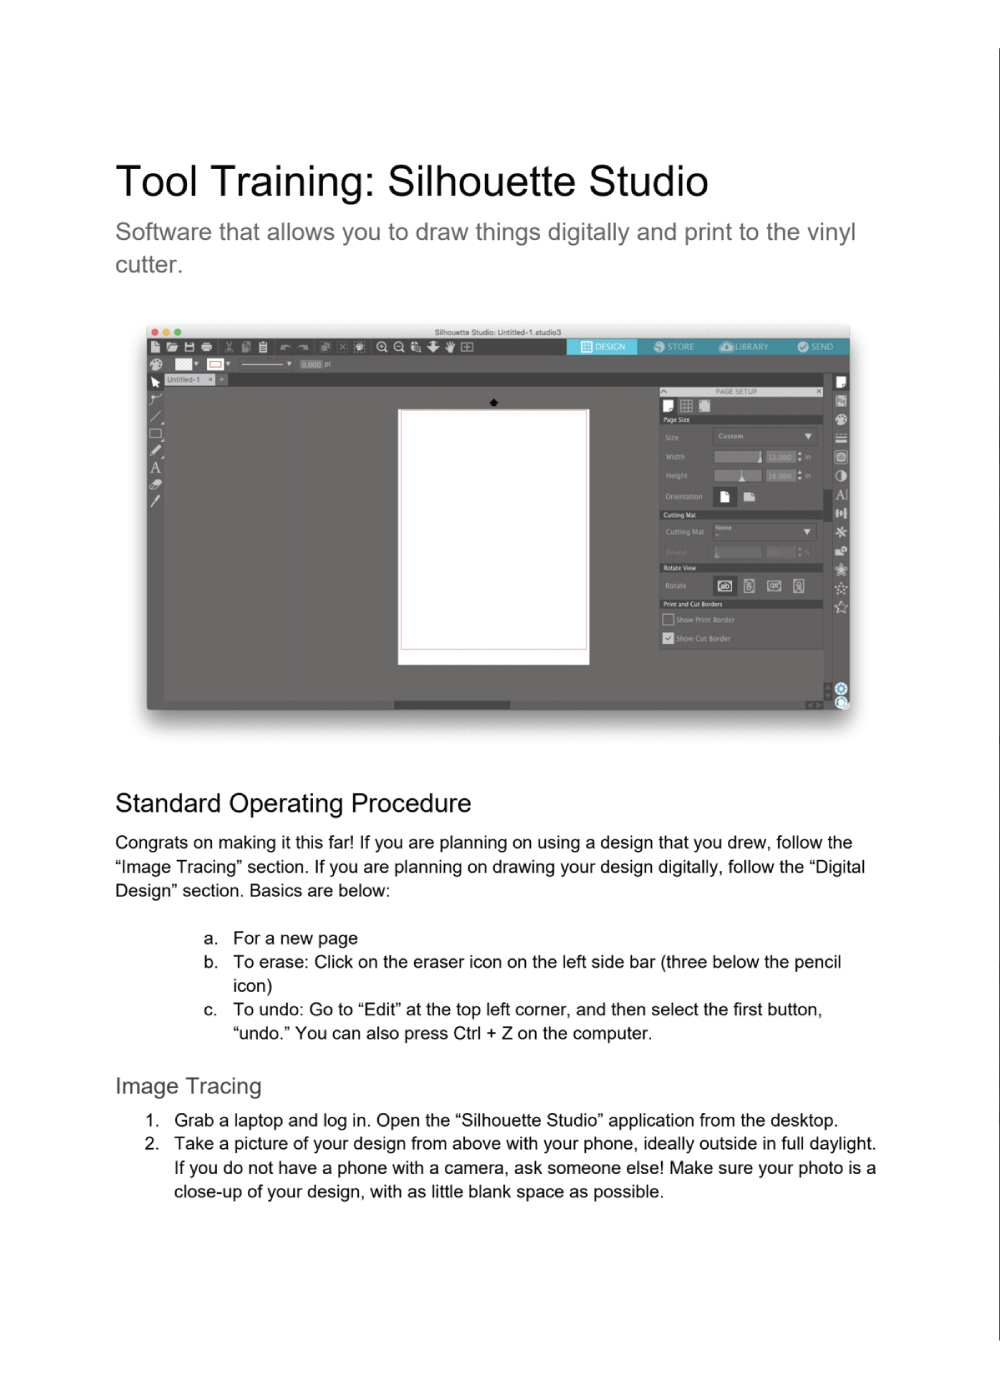 Tool Training: Silhouette Studio
Software that allows you to draw things digitally and print to the vinyl
cutter.
Silhouette Studio: Untitled-1.studio3
DESIGN STORE LIBRARY SEND
0.000 pt
Untitled-1
PAGE SETUP
Page Size
Size Custom
Width 12.000 in
Height 16.000 in
Orientation
Cutting Mat
Cutting Mat None
Reveal
Rotate View
Rotate
Print and Cut Borders
Show Print Border
Show Cut Border
Standard Operating Procedure
Congrats on making it this far! If you are planning on using a design that you drew, follow the
“Image Tracing” section. If you are planning on drawing your design digitally, follow the “Digital
Design” section. Basics are below:
a. For a new page
b. To erase: Click on the eraser icon on the left side bar (three below the pencil
icon)
c. To undo: Go to “Edit” at the top left corner, and then select the first button,
“undo.” You can also press Ctrl + Z on the computer.
Image Tracing
1. Grab a laptop and log in. Open the “Silhouette Studio” application from the desktop.
2. Take a picture of your design from above with your phone, ideally outside in full daylight.
If you do not have a phone with a camera, ask someone else! Make sure your photo is a
close-up of your design, with as little blank space as possible.